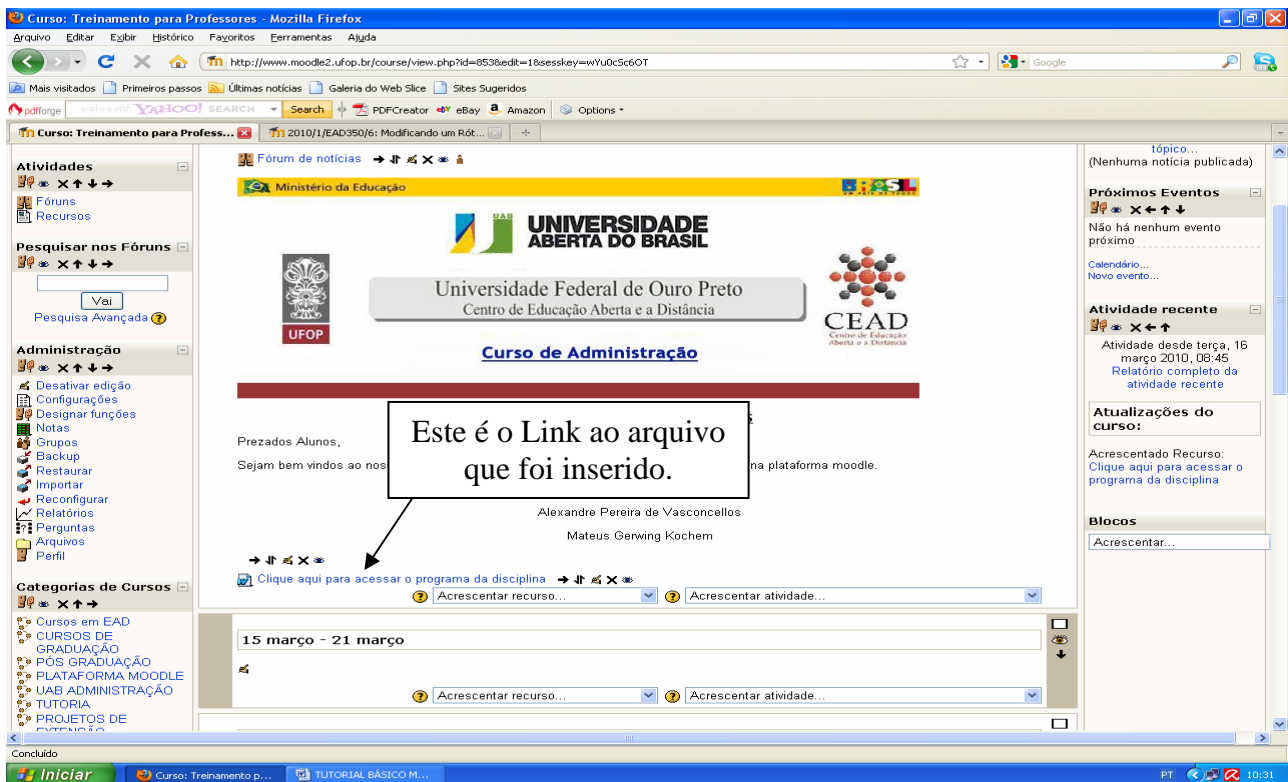 Curso: Treinamento para Professores - Mozilla Firefox
Arquivo Editar Exibir Histórico Favoritos Ferramentas Ajuda
http://www.moodle2.ufop.br/course/view.php?id=853&edit=1&sesskey=wYu0cSc6OT
Google
Mais visitados Primeiros passos Últimas notícias Galeria do Web Slice Sites Sugeridos
pdfforge explore with YAHOO! SEARCH Search PDFCreator eBay Amazon Options
Curso: Treinamento para Profess... 2010/1/EAD350/6: Modificando um Rót...
Atividades
Fóruns
Recursos
Pesquisar nos Fóruns
Vai
Pesquisa Avançada
Administração
Desativar edição
Configurações
Designar funções
Notas
Grupos
Backup
Restaurar
Importar
Reconfigurar
Relatórios
Perguntas
Arquivos
Perfil
Categorias de Cursos
Cursos em EAD
CURSOS DE
GRADUAÇÃO
PÓS GRADUAÇÃO
PLATAFORMA MOODLE
UAB ADMINISTRAÇÃO
TUTORIA
PROJETOS DE
EXTENSÃO
Fórum de notícias
Ministério da Educação
BRASIL
UAB
UNIVERSIDADE
ABERTA DO BRASIL
Universidade Federal de Ouro Preto
Centro de Educação Aberta e a Distância
UFOP
CEAD
Centro de Educação
Aberta e a Distância
Curso de Administração
Este é o Link ao arquivo
que foi inserido.
Prezados Alunos,
Sejam bem vindos ao nos
na plataforma moodle.
Alexandre Pereira de Vasconcellos
Mateus Gerwing Kochem
Clique aqui para acessar o programa da disciplina
Acrescentar recurso... Acrescentar atividade...
15 março - 21 março
Acrescentar recurso... Acrescentar atividade...
tópico...
(Nenhuma notícia publicada)
Próximos Eventos
Não há nenhum evento
próximo
Calendário...
Novo evento...
Atividade recente
Atividade desde terça, 16
março 2010, 08:45
Relatório completo da
atividade recente
Atualizações do
curso:
Acrescentado Recurso:
Clique aqui para acessar o
programa da disciplina
Blocos
Acrescentar...
Concluído
Iniciar Curso: Treinamento p... TUTORIAL BÁSICO M... PT 10:31